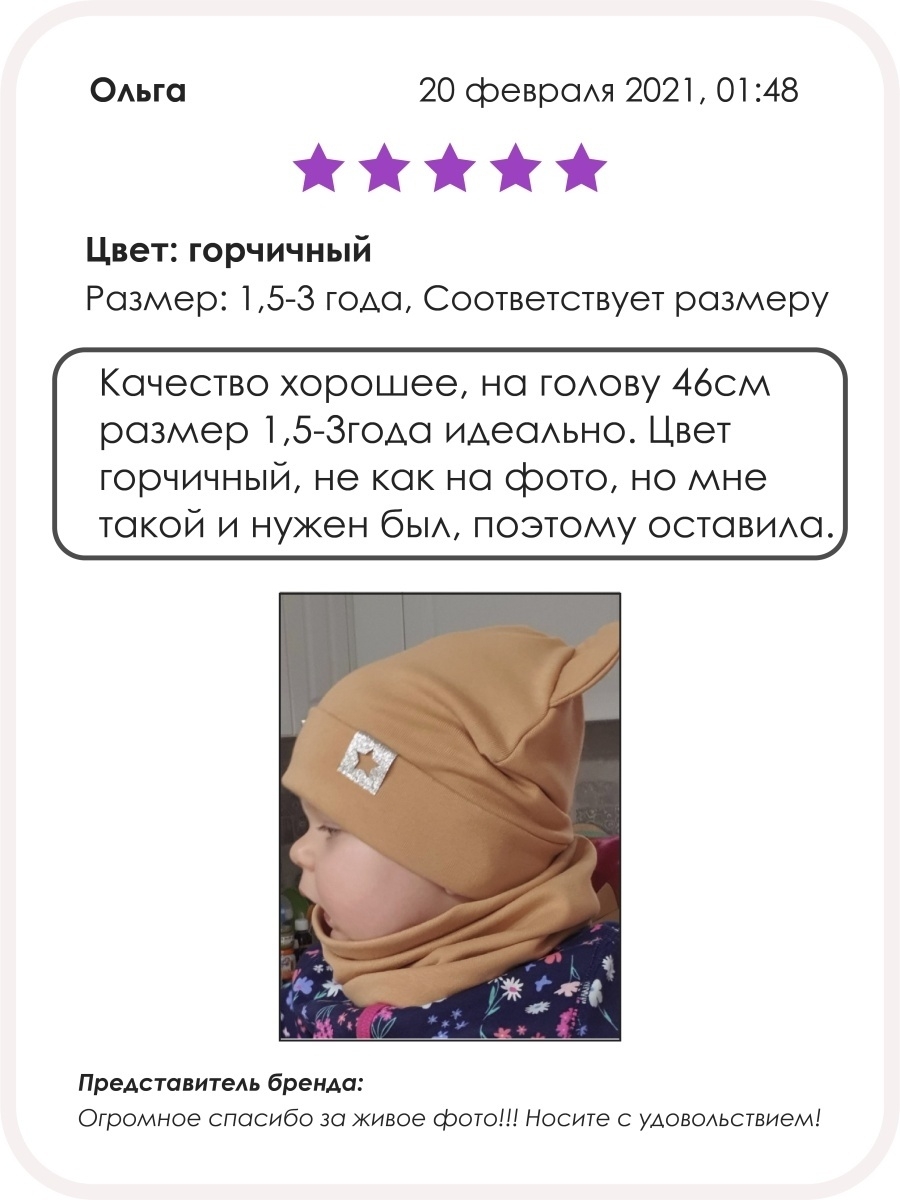 Ольга
20 февраля 2021, 01:48
Цвет: горчичный
Размер: 1,5-3 года, Соответствует размеру
Качество хорошее, на голову 46см
размер 1,5-3года идеально. Цвет
горчичный, не как на фото, но мне
такой и нужен был, поэтому оставила.
Представитель бренда:
Огромное спасибо за живое фото!!! Носите с удовольствием!